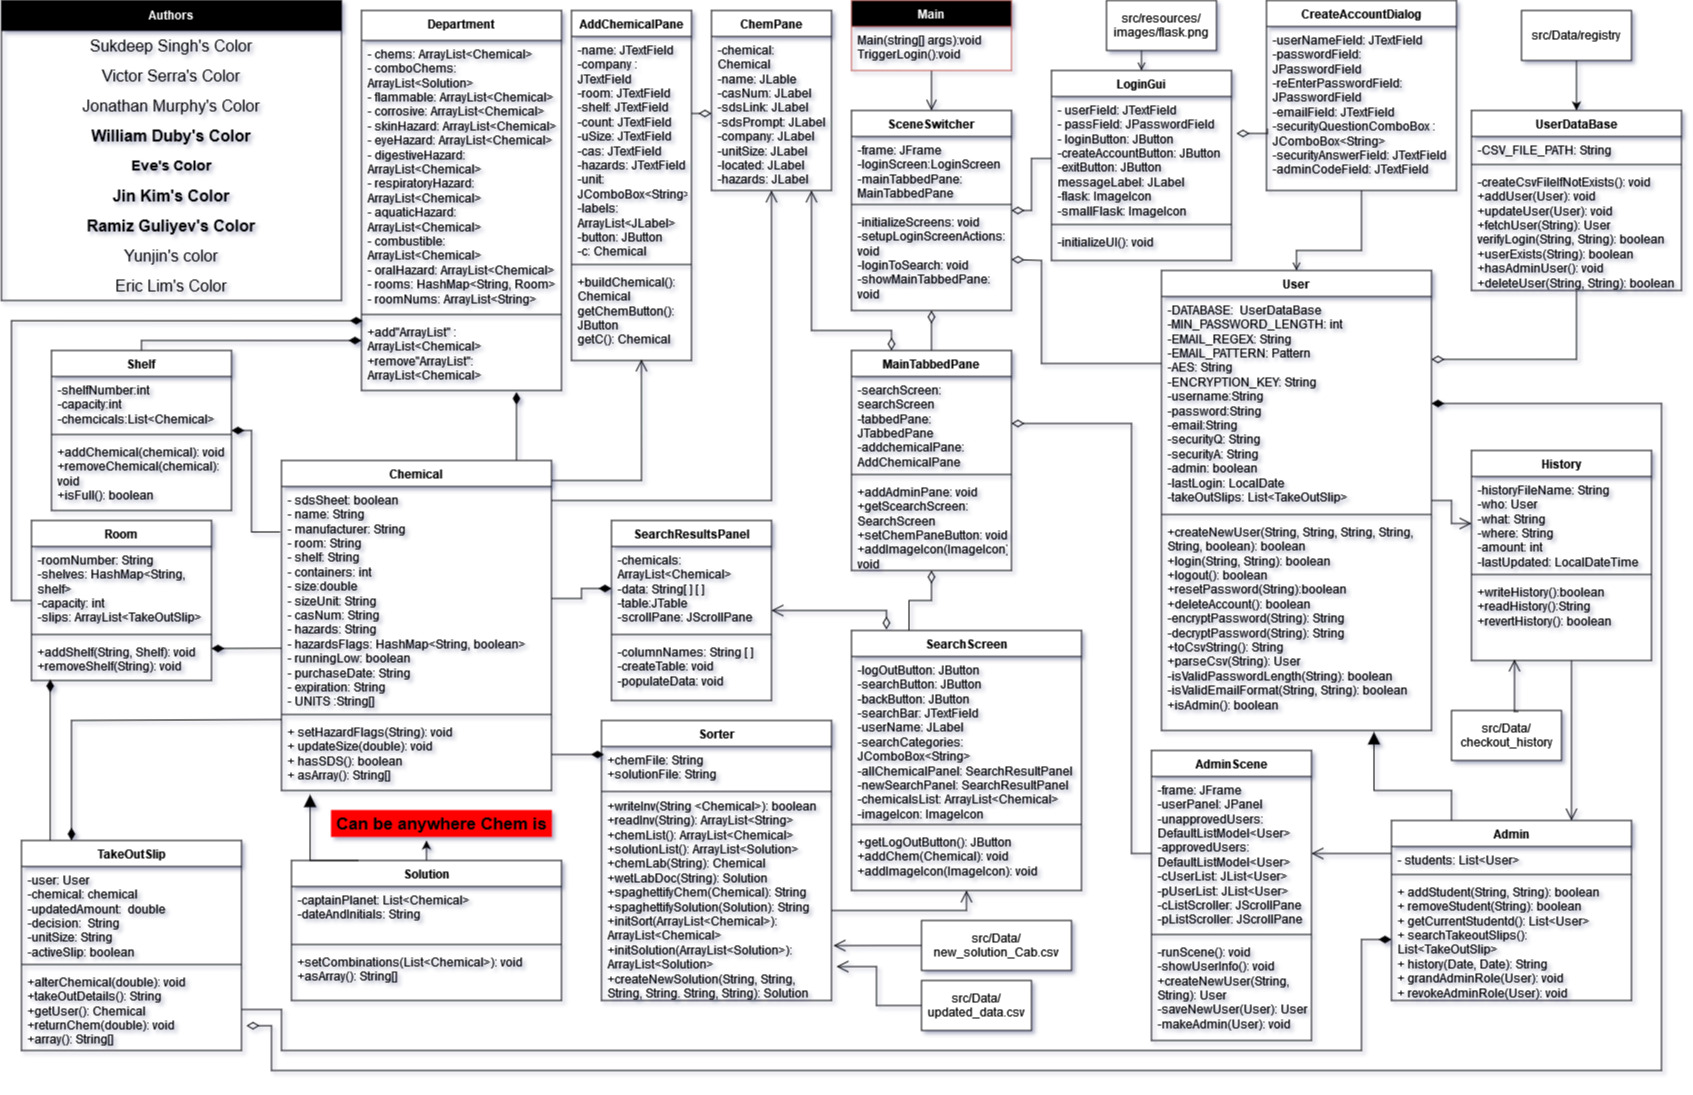 Authors
Sukdeep Singh's Color
Victor Serra's Color
Jonathan Murphy's Color
William Duby's Color
Eve's Color
Jin Kim's Color
Ramiz Guliyev's Color
Yunjin's color
Eric Lim's Color
Department
- chems: ArrayList<Chemical>
- comboChems:
ArrayList<Solution>
- flammable: ArrayList<Chemical>
- corrosive: ArrayList<Chemical>
- skinHazard: ArrayList<Chemical>
- eyeHazard: ArrayList<Chemical>
- digestiveHazard:
ArrayList<Chemical>
- respiratoryHazard:
ArrayList<Chemical>
- aquaticHazard:
ArrayList<Chemical>
- combustible:
ArrayList<Chemical>
- oralHazard: ArrayList<Chemical>
- rooms: HashMap<String, Room>
- roomNums: ArrayList<String>
+add"ArrayList" :
ArrayList<Chemical>
+remove"ArrayList":
ArrayList<Chemical>
AddChemicalPane
-name: JTextField
-company :
JTextField
-room: JTextField
-shelf: JTextField
-count: JTextField
-uSize: JTextField
-cas: JTextField
-hazards: JTextField
-unit:
JComboBox<String>
-labels:
ArrayList<JLabel>
-button: JButton
-c: Chemical
+buildChemical():
Chemical
getChemButton():
JButton
getC(): Chemical
ChemPane
-chemical:
Chemical
-name: JLable
-casNum: JLabel
-sdsLink: JLabel
-sdsPrompt: JLabel
-company: JLabel
-unitSize: JLabel
-located: JLabel
-hazards: JLabel
Main
Main(string[] args):void
TriggerLogin():void
src/resources/
images/flask.png
CreateAccountDialog
-userNameField: JTextField
-passwordField:
JPasswordField
-reEnterPasswordField:
JPasswordField
-emailField: JTextField
-securityQuestionComboBox :
JComboBox<String>
-securityAnswerField: JTextField
-adminCodeField: JTextField
src/Data/registry
LoginGui
- userField: JTextField
- passField: JPasswordField
- loginButton: JButton
-createAccountButton: JButton
-exitButton: JButton
messageLabel: JLabel
-flask: ImageIcon
-smallFlask: ImageIcon
-initializeUI(): void
SceneSwitcher
-frame: JFrame
-loginScreen:LoginScreen
-mainTabbedPane:
MainTabbedPane
-initializeScreens: void
-setupLoginScreenActions:
void
-loginToSearch: void
-showMainTabbedPane:
void
UserDataBase
-CSV_FILE_PATH: String
-createCsvFileIfNotExists(): void
+addUser(User): void
+updateUser(User): void
+fetchUser(String): User
verifyLogin(String, String): boolean
+userExists(String): boolean
+hasAdminUser(): void
+deleteUser(String, String): boolean
User
-DATABASE:  UserDataBase
-MIN_PASSWORD_LENGTH: int
-EMAIL_REGEX: String
-EMAIL_PATTERN: Pattern
-AES: String
-ENCRYPTION_KEY: String
-username:String
-password:String
-email:String
-securityQ: String
-securityA: String
-admin: boolean
-lastLogin: LocalDate
-takeOutSlips: List<TakeOutSlip>
+createNewUser(String, String, String, String,
String, boolean): boolean
+login(String, String): boolean
+logout(): boolean
+resetPassword(String):boolean
+deleteAccount(): boolean
-encryptPassword(String): String
-decryptPassword(String): String
+toCsvString(): String
+parseCsv(String): User
-isValidPasswordLength(String): boolean
-isValidEmailFormat(String, String): boolean
+isAdmin(): boolean
Shelf
-shelfNumber:int
-capacity:int
-chemcicals:List<Chemical>
+addChemical(chemical): void
+removeChemical(chemical):
void
+isFull(): boolean
MainTabbedPane
-searchScreen:
searchScreen
-tabbedPane:
JTabbedPane
-addchemicalPane:
AddChemicalPane
+addAdminPane: void
+getScearchScreen:
SearchScreen
+setChemPaneButton: void
+addImageIcon(ImageIcon)
void
Chemical
- sdsSheet: boolean
- name: String
- manufacturer: String
- room: String
- shelf: String
- containers: int
- size:double
- sizeUnit: String
- casNum: String
- hazards: String
- hazardsFlags: HashMap<String, boolean>
- runningLow: boolean
- purchaseDate: String
- expiration: String
- UNITS :String[]
+ setHazardFlags(String): void
+ updateSize(double): void
+ hasSDS(): boolean
+ asArray(): String[]
History
-historyFileName: String
-who: User
-what: String
-where: String
-amount: int
-lastUpdated: LocalDateTime
+writeHistory():boolean
+readHistory():String
+revertHistory(): boolean
Room
-roomNumber: String
-shelves: HashMap<String,
shelf>
-capacity: int
-slips: ArrayList<TakeOutSlip>
+addShelf(String, Shelf): void
+removeShelf(String): void
SearchResultsPanel
-chemicals:
ArrayList<Chemical>
-data: String[ ] [ ]
-table:JTable
-scrollPane: JScrollPane
-columnNames: String [ ]
-createTable: void
-populateData: void
SearchScreen
-logOutButton: JButton
-searchButton: JButton
-backButton: JButton
-searchBar: JTextField
-userName: JLabel
-searchCategories:
JComboBox<String>
-allChemicalPanel: SearchResultPanel
-newSearchPanel: SearchResultPanel
-chemicalsList: ArrayList<Chemical>
-imageIcon: ImageIcon
+getLogOutButton(): JButton
+addChem(Chemical): void
+addImageIcon(ImageIcon): void
src/Data/
checkout_history
Sorter
+chemFile: String
+solutionFile: String
+writeInv(String <Chemical>): boolean
+readInv(String): ArrayList<String>
+chemList(): ArrayList<Chemical>
+solutionList(): ArrayList<Solution>
+chemLab(String): Chemical
+wetLabDoc(String): Solution
+spaghettifyChem(Chemical): String
+spaghettifySolution(Solution): String
+initSort(ArrayList<Chemical>):
ArrayList<Chemical>
+initSolution(ArrayList<Solution>):
ArrayList<Solution>
+createNewSolution(String, String,
String, String. String, String): Solution
AdminScene
-frame: JFrame
-userPanel: JPanel
-unapprovedUsers:
DefaultListModel<User>
-approvedUsers:
DefaultListModel<User>
-cUserList: JList<User>
-pUserList: JList<User>
-cListScroller: JScrollPane
-pListScroller: JScrollPane
-runScene(): void
-showUserInfo(): void
+createNewUser(String,
String): User
-saveNewUser(User): User
-makeAdmin(User): void
Can be anywhere Chem is
Admin
- students: List<User>
+ addStudent(String, String): boolean
+ removeStudent(String): boolean
+ getCurrentStudentd(): List<User>
+ searchTakeoutSlips():
List<TakeOutSlip>
+ history(Date, Date): String
+ grandAdminRole(User): void
+ revokeAdminRole(User): void
TakeOutSlip
-user: User
-chemical: chemical
-updatedAmount:  double
-decision:  String
-unitSize: String
-activeSlip: boolean
+alterChemical(double): void
+takeOutDetails(): String
+getUser(): Chemical
+returnChem(double): void
+array(): String[]
Solution
-captainPlanet: List<Chemical>
-dateAndInitials: String
+setCombinations(List<Chemical>): void
+asArray(): String[]
src/Data/
new_solution_Cab.csv
src/Data/
updated_data.csv